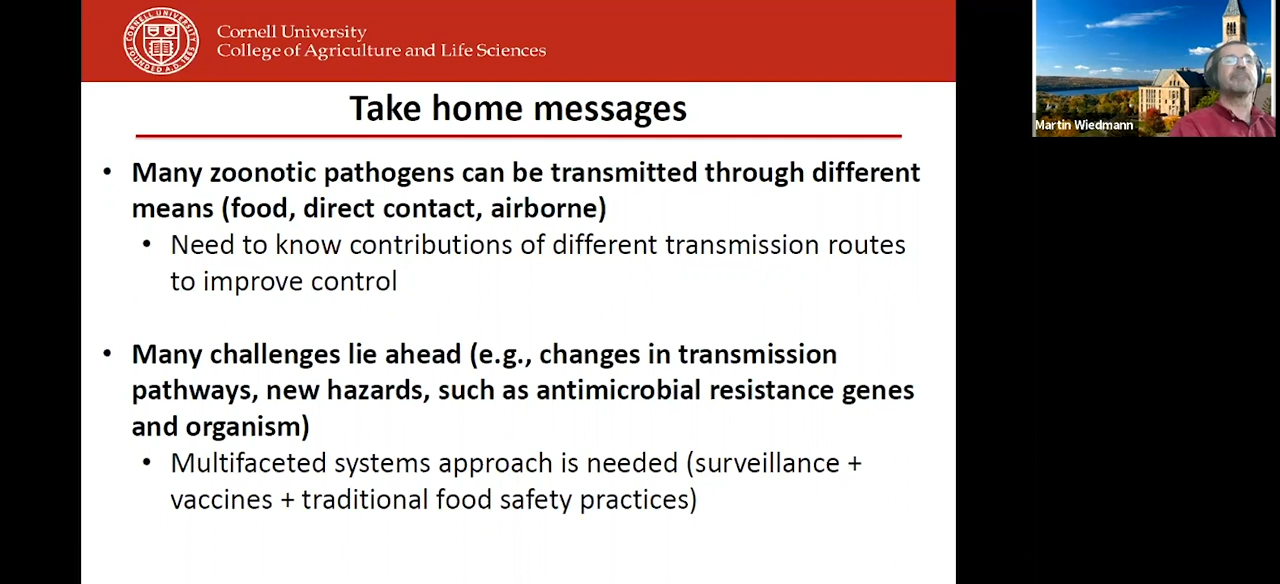 Cornell University
College of Agriculture and Life Sciences
Take home messages
• Many zoonotic pathogens can be transmitted through different
means (food, direct contact, airborne)
• Need to know contributions of different transmission routes
to improve control
• Many challenges lie ahead (e.g., changes in transmission
pathways, new hazards, such as antimicrobial resistance genes
and organism)
• Multifaceted systems approach is needed (surveillance +
vaccines + traditional food safety practices)
Martin Wiedmann